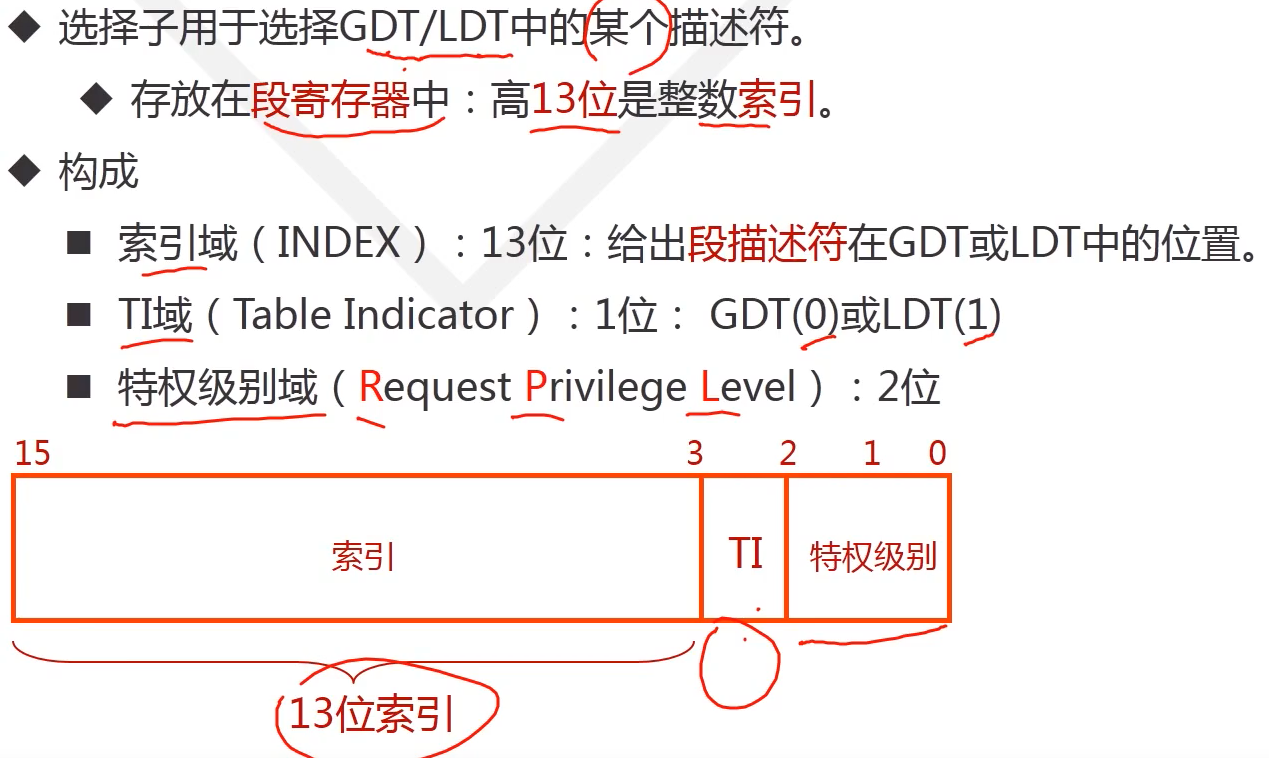 ◆ 选择子用于选择GDT/LDT中的某个描述符。
◆ 存放在段寄存器中：高13位是整数索引。
◆ 构成
■ 索引域（INDEX）：13位：给出段描述符在GDT或LDT中的位置。
■ TI域（Table Indicator）：1位： GDT(0)或LDT(1)
■ 特权级别域（Request Privilege Level）：2位
15 3 2 1 0
索引 TI 特权级别
13位索引